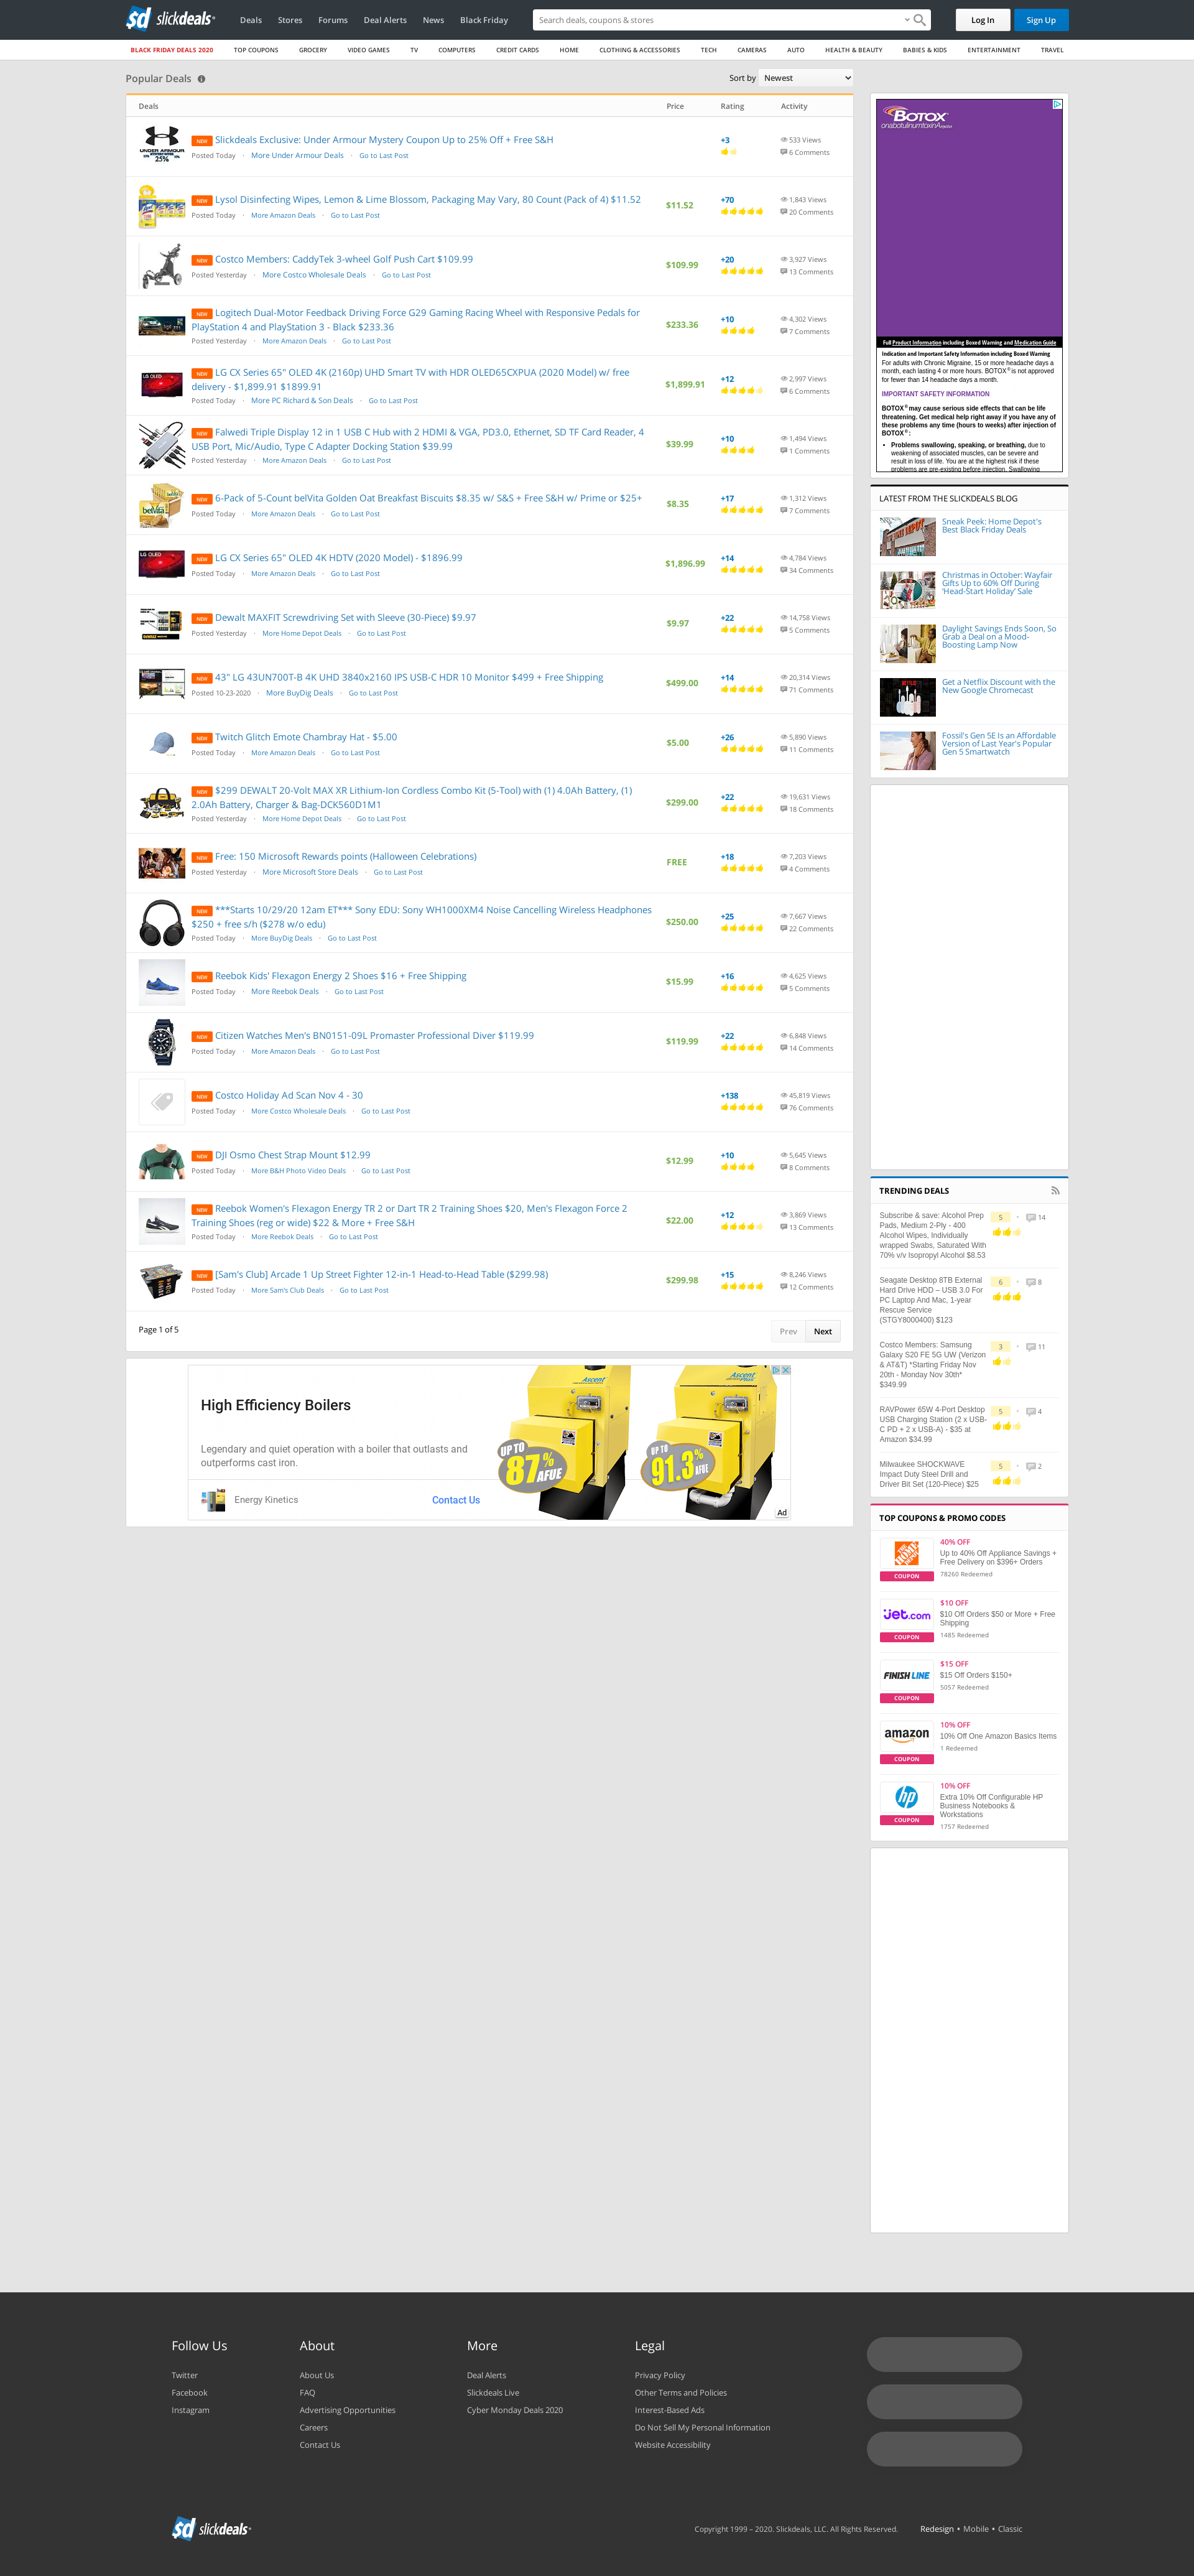 sd slickdeals
Deals Stores Forums Deal Alerts News Black Friday
Search deals, coupons & stores
Log In
Sign Up
BLACK FRIDAY DEALS 2020 TOP COUPONS GROCERY VIDEO GAMES TV COMPUTERS CREDIT CARDS HOME CLOTHING & ACCESSORIES TECH CAMERAS AUTO HEALTH & BEAUTY BABIES & KIDS ENTERTAINMENT TRAVEL
Popular Deals
Sort by Newest
Deals Price Rating Activity
NEW Slickdeals Exclusive: Under Armour Mystery Coupon Up to 25% Off + Free S&H
Posted Today · More Under Armour Deals · Go to Last Post
+3
533 Views
6 Comments
NEW Lysol Disinfecting Wipes, Lemon & Lime Blossom, Packaging May Vary, 80 Count (Pack of 4) $11.52
Posted Today · More Amazon Deals · Go to Last Post
$11.52
+70
1,843 Views
20 Comments
NEW Costco Members: CaddyTek 3-wheel Golf Push Cart $109.99
Posted Yesterday · More Costco Wholesale Deals · Go to Last Post
$109.99
+20
3,927 Views
13 Comments
NEW Logitech Dual-Motor Feedback Driving Force G29 Gaming Racing Wheel with Responsive Pedals for
PlayStation 4 and PlayStation 3 - Black $233.36
Posted Yesterday · More Amazon Deals · Go to Last Post
$233.36
+10
4,302 Views
7 Comments
NEW LG CX Series 65" OLED 4K (2160p) UHD Smart TV with HDR OLED65CXPUA (2020 Model) w/ free
delivery - $1,899.91 $1899.91
Posted Today · More PC Richard & Son Deals · Go to Last Post
$1,899.91
+12
2,997 Views
6 Comments
NEW Falwedi Triple Display 12 in 1 USB C Hub with 2 HDMI & VGA, PD3.0, Ethernet, SD TF Card Reader, 4
USB Port, Mic/Audio, Type C Adapter Docking Station $39.99
Posted Yesterday · More Amazon Deals · Go to Last Post
$39.99
+10
1,494 Views
1 Comments
NEW 6-Pack of 5-Count belVita Golden Oat Breakfast Biscuits $8.35 w/ S&S + Free S&H w/ Prime or $25+
Posted Today · More Amazon Deals · Go to Last Post
$8.35
+17
1,312 Views
7 Comments
NEW LG CX Series 65" OLED 4K HDTV (2020 Model) - $1896.99
Posted Today · More Amazon Deals · Go to Last Post
$1,896.99
+14
4,784 Views
34 Comments
NEW Dewalt MAXFIT Screwdriving Set with Sleeve (30-Piece) $9.97
Posted Yesterday · More Home Depot Deals · Go to Last Post
$9.97
+22
14,758 Views
5 Comments
NEW 43" LG 43UN700T-B 4K UHD 3840x2160 IPS USB-C HDR 10 Monitor $499 + Free Shipping
Posted 10-23-2020 · More BuyDig Deals · Go to Last Post
$499.00
+14
20,314 Views
71 Comments
NEW Twitch Glitch Emote Chambray Hat - $5.00
Posted Today · More Amazon Deals · Go to Last Post
$5.00
+26
5,890 Views
11 Comments
NEW $299 DEWALT 20-Volt MAX XR Lithium-Ion Cordless Combo Kit (5-Tool) with (1) 4.0Ah Battery, (1)
2.0Ah Battery, Charger & Bag-DCK560D1M1
Posted Yesterday · More Home Depot Deals · Go to Last Post
$299.00
+22
19,631 Views
18 Comments
NEW Free: 150 Microsoft Rewards points (Halloween Celebrations)
Posted Yesterday · More Microsoft Store Deals · Go to Last Post
FREE
+18
7,203 Views
4 Comments
NEW ***Starts 10/29/20 12am ET*** Sony EDU: Sony WH1000XM4 Noise Cancelling Wireless Headphones
$250 + free s/h ($278 w/o edu)
Posted Today · More BuyDig Deals · Go to Last Post
$250.00
+25
7,667 Views
22 Comments
NEW Reebok Kids' Flexagon Energy 2 Shoes $16 + Free Shipping
Posted Today · More Reebok Deals · Go to Last Post
$15.99
+16
4,625 Views
5 Comments
NEW Citizen Watches Men's BN0151-09L Promaster Professional Diver $119.99
Posted Today · More Amazon Deals · Go to Last Post
$119.99
+22
6,848 Views
14 Comments
NEW Costco Holiday Ad Scan Nov 4 - 30
Posted Today · More Costco Wholesale Deals · Go to Last Post
+138
45,819 Views
76 Comments
NEW DJI Osmo Chest Strap Mount $12.99
Posted Today · More B&H Photo Video Deals · Go to Last Post
$12.99
+10
5,645 Views
8 Comments
NEW Reebok Women's Flexagon Energy TR 2 or Dart TR 2 Training Shoes $20, Men's Flexagon Force 2
Training Shoes (reg or wide) $22 & More + Free S&H
Posted Today · More Reebok Deals · Go to Last Post
$22.00
+12
3,869 Views
13 Comments
NEW [Sam's Club] Arcade 1 Up Street Fighter 12-in-1 Head-to-Head Table ($299.98)
Posted Today · More Sam's Club Deals · Go to Last Post
$299.98
+15
8,246 Views
12 Comments
Page 1 of 5
Prev Next
High Efficiency Boilers
Legendary and quiet operation with a boiler that outlasts and
outperforms cast iron.
Energy Kinetics
Contact Us
UP TO 87% AFUE
UP TO 91.3% AFUE
Ad
BOTOX
onabotulinumtoxinA
Full Product Information including Boxed Warning and Medication Guide
Indication and Important Safety Information including Boxed Warning
For adults with Chronic Migraine, 15 or more headache days a
month, each lasting 4 or more hours. BOTOX® is not approved
for fewer than 14 headache days a month.
IMPORTANT SAFETY INFORMATION
BOTOX® may cause serious side effects that can be life
threatening. Get medical help right away if you have any of
these problems any time (hours to weeks) after injection of
BOTOX®:
• Problems swallowing, speaking, or breathing, due to
weakening of associated muscles, can be severe and
result in loss of life. You are at the highest risk if these
problems are pre-existing before injection. Swallowing
LATEST FROM THE SLICKDEALS BLOG
Sneak Peek: Home Depot's
Best Black Friday Deals
Christmas in October: Wayfair
Gifts Up to 60% Off During
'Head-Start Holiday' Sale
Daylight Savings Ends Soon, So
Grab a Deal on a Mood-
Boosting Lamp Now
Get a Netflix Discount with the
New Google Chromecast
Fossil's Gen 5E Is an Affordable
Version of Last Year's Popular
Gen 5 Smartwatch
TRENDING DEALS
Subscribe & save: Alcohol Prep
Pads, Medium 2-Ply - 400
Alcohol Wipes, Individually
wrapped Swabs, Saturated With
70% v/v Isopropyl Alcohol $8.53
5 · 14
Seagate Desktop 8TB External
Hard Drive HDD – USB 3.0 For
PC Laptop And Mac, 1-year
Rescue Service
(STGY8000400) $123
6 · 8
Costco Members: Samsung
Galaxy S20 FE 5G UW (Verizon
& AT&T) *Starting Friday Nov
20th - Monday Nov 30th*
$349.99
3 · 11
RAVPower 65W 4-Port Desktop
USB Charging Station (2 x USB-
C PD + 2 x USB-A) - $35 at
Amazon $34.99
5 · 4
Milwaukee SHOCKWAVE
Impact Duty Steel Drill and
Driver Bit Set (120-Piece) $25
5 · 2
TOP COUPONS & PROMO CODES
COUPON
40% OFF
Up to 40% Off Appliance Savings +
Free Delivery on $396+ Orders
78260 Redeemed
jet.com
COUPON
$10 OFF
$10 Off Orders $50 or More + Free
Shipping
1485 Redeemed
FINISH LINE
COUPON
$15 OFF
$15 Off Orders $150+
5057 Redeemed
amazon
COUPON
10% OFF
10% Off One Amazon Basics Items
1 Redeemed
hp
COUPON
10% OFF
Extra 10% Off Configurable HP
Business Notebooks &
Workstations
1757 Redeemed
Follow Us
Twitter
Facebook
Instagram
About
About Us
FAQ
Advertising Opportunities
Careers
Contact Us
More
Deal Alerts
Slickdeals Live
Cyber Monday Deals 2020
Legal
Privacy Policy
Other Terms and Policies
Interest-Based Ads
Do Not Sell My Personal Information
Website Accessibility
sd slickdeals
Copyright 1999 – 2020. Slickdeals, LLC. All Rights Reserved.
Redesign • Mobile • Classic